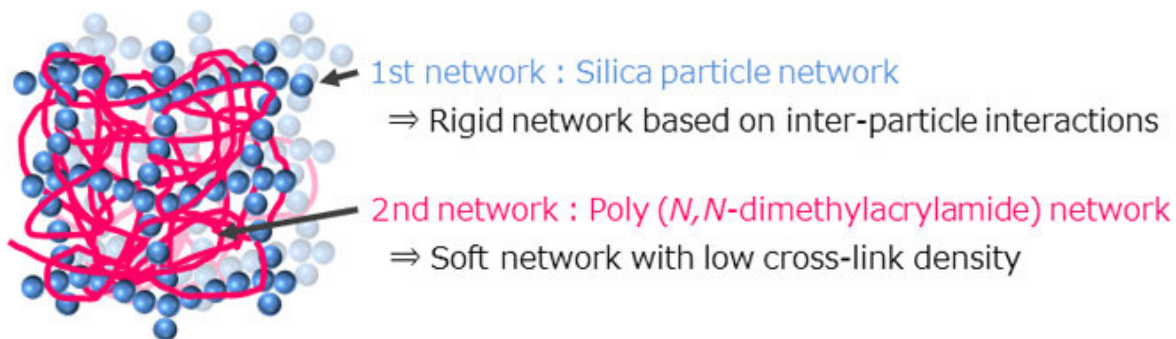 1st network : Silica particle network
⇒ Rigid network based on inter-particle interactions
2nd network : Poly (N,N-dimethylacrylamide) network
⇒ Soft network with low cross-link density